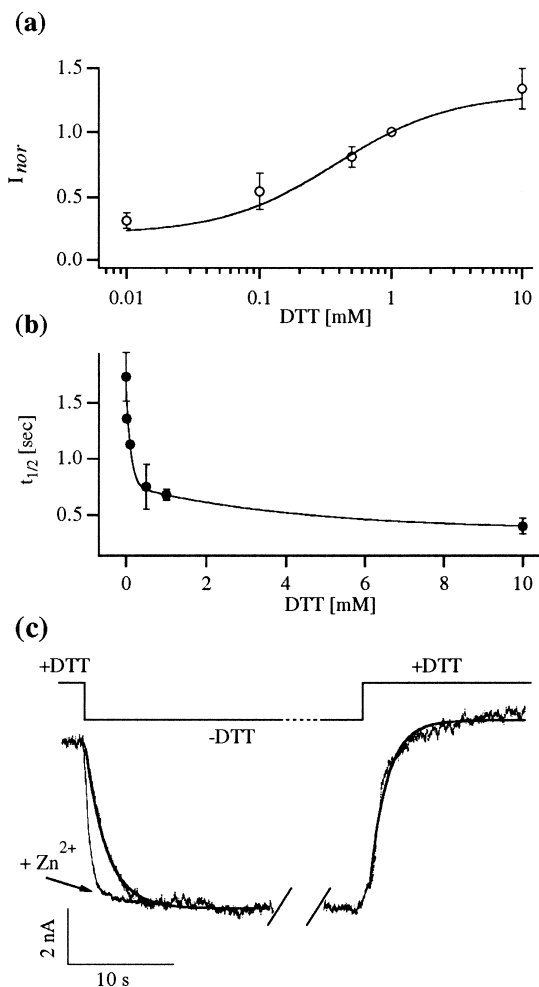 (a)
1.5
1.0
0.5
0.0
I nor
0.01 0.1 1 10
DTT [mM]
(b)
1.5
1.0
0.5
t1/2 [sec]
0 2 4 6 8 10
DTT [mM]
(c)
+DTT +DTT
-DTT
+ Zn2+
2 nA
10 s